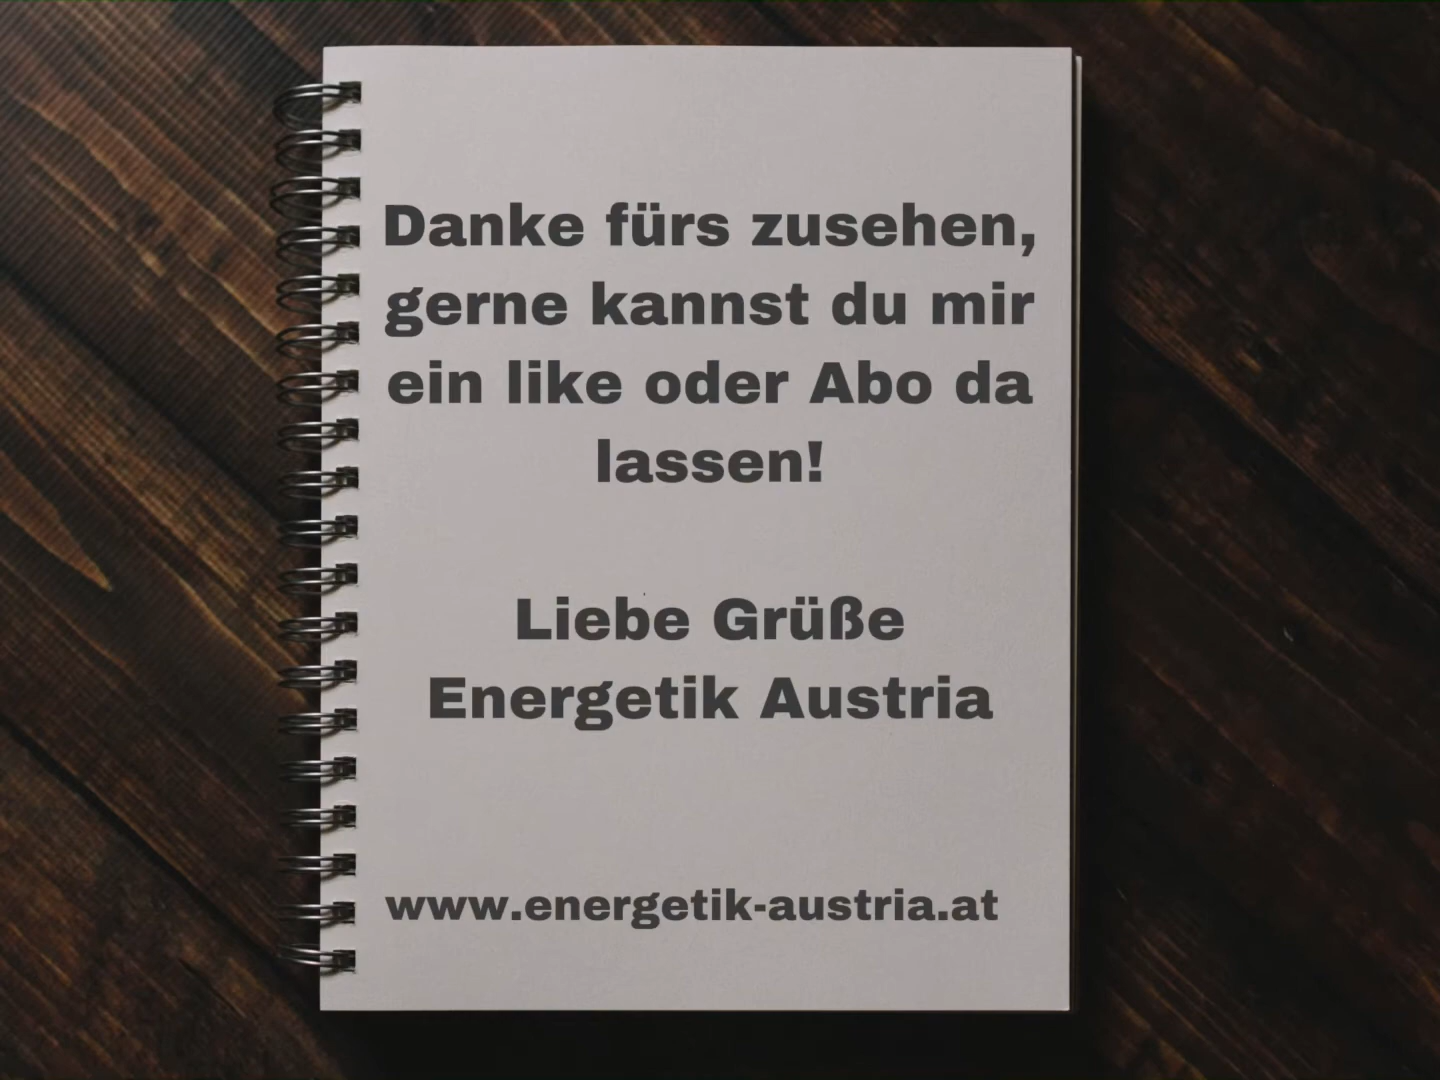 Danke fürs zusehen,
gerne kannst du mir
ein like oder Abo da
lassen!
Liebe Grüße
Energetik Austria
www.energetik-austria.at